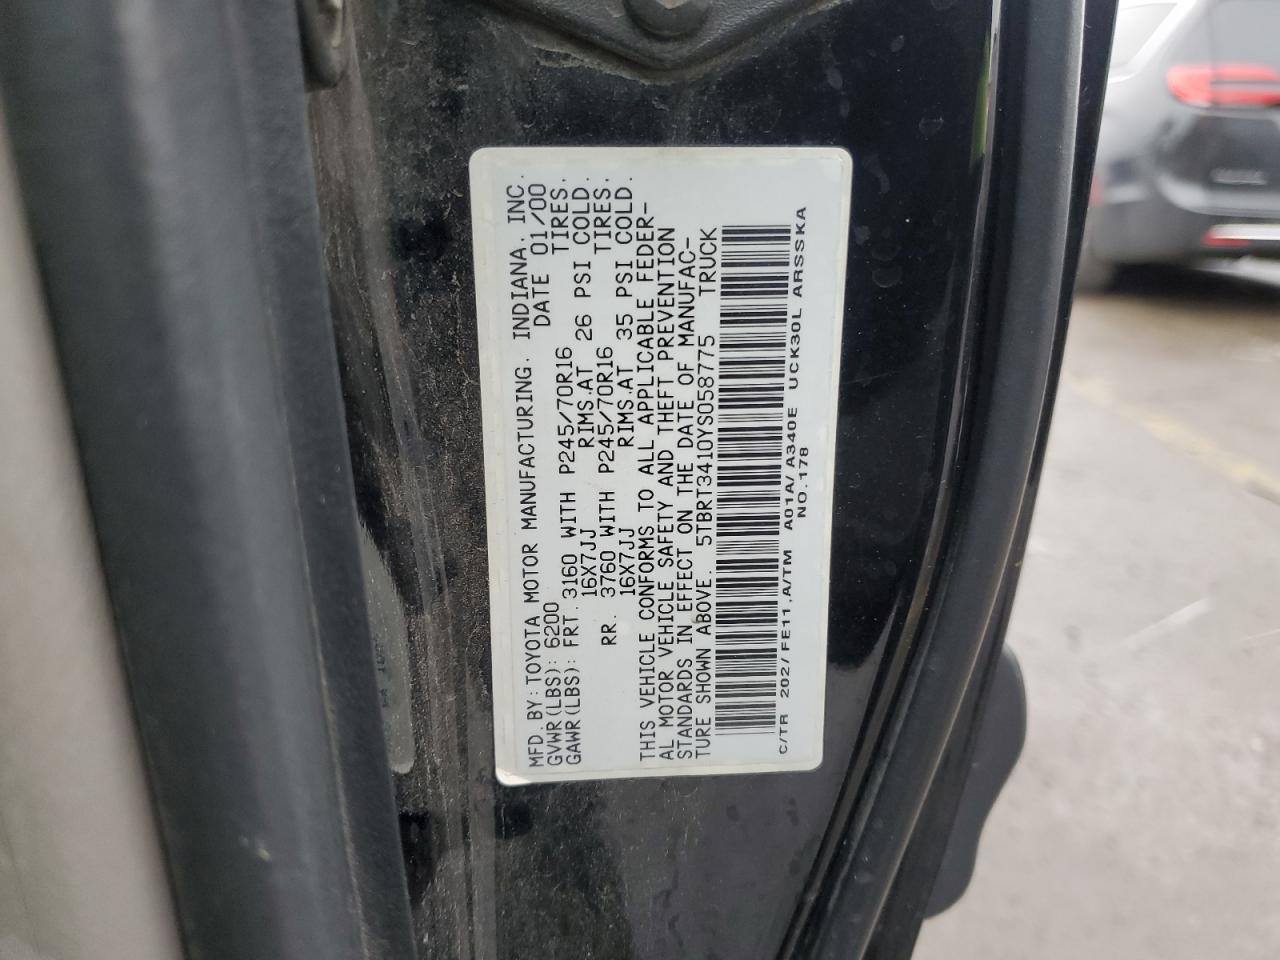 MFD. BY: TOYOTA MOTOR MANUFACTURING. INDIANA. INC.
GVWR(LBS): 6200 DATE 01/00
GAWR(LBS): FRT. 3160 WITH P245/70R16 TIRES.
16X7JJ RIMS.AT 26 PSI COLD.
RR. 3760 WITH P245/70R16 TIRES.
16X7JJ RIMS.AT 35 PSI COLD.
THIS VEHICLE CONFORMS TO ALL APPLICABLE FEDER-
AL MOTOR VEHICLE SAFETY AND THEFT PREVENTION
STANDARDS IN EFFECT ON THE DATE OF MANUFAC-
TURE SHOWN ABOVE. 5TBRT3410YS058775 TRUCK
C/TR 202/ FE11.A/TM A01A/ A340E UCK30L ARSSKA
NO.178